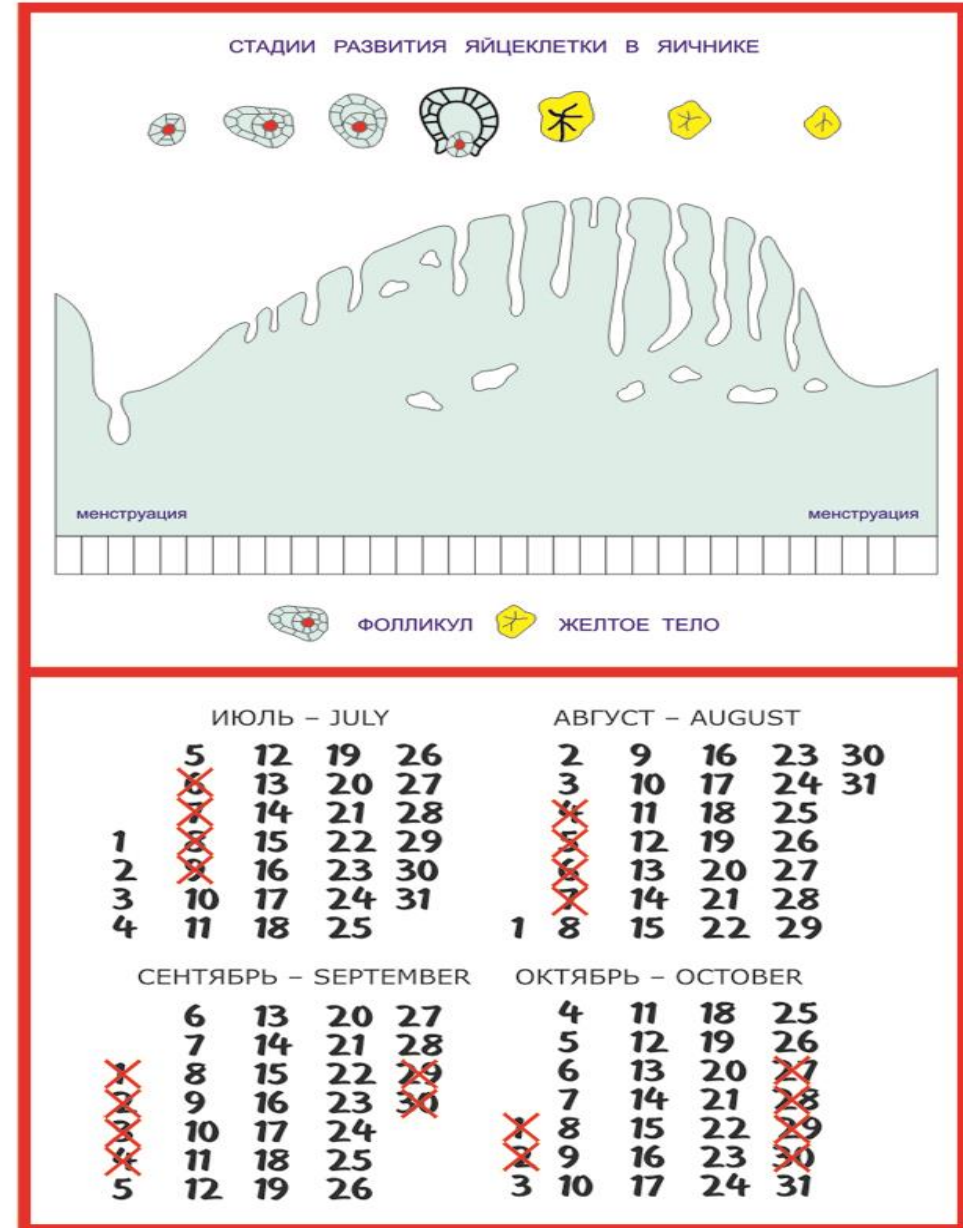 СТАДИИ РАЗВИТИЯ ЯЙЦЕКЛЕТКИ В ЯИЧНИКЕ
менструация менструация
ФОЛЛИКУЛ ЖЕЛТОЕ ТЕЛО
ИЮЛЬ – JULY
5 12 19 26
6 13 20 27
7 14 21 28
1 8 15 22 29
2 9 16 23 30
3 10 17 24 31
4 11 18 25
АВГУСТ – AUGUST
2 9 16 23 30
3 10 17 24 31
4 11 18 25
5 12 19 26
6 13 20 27
7 14 21 28
1 8 15 22 29
СЕНТЯБРЬ – SEPTEMBER
6 13 20 27
7 14 21 28
1 8 15 22 29
2 9 16 23 30
3 10 17 24
4 11 18 25
5 12 19 26
ОКТЯБРЬ – OCTOBER
4 11 18 25
5 12 19 26
6 13 20 27
7 14 21 28
1 8 15 22 29
2 9 16 23 30
3 10 17 24 31